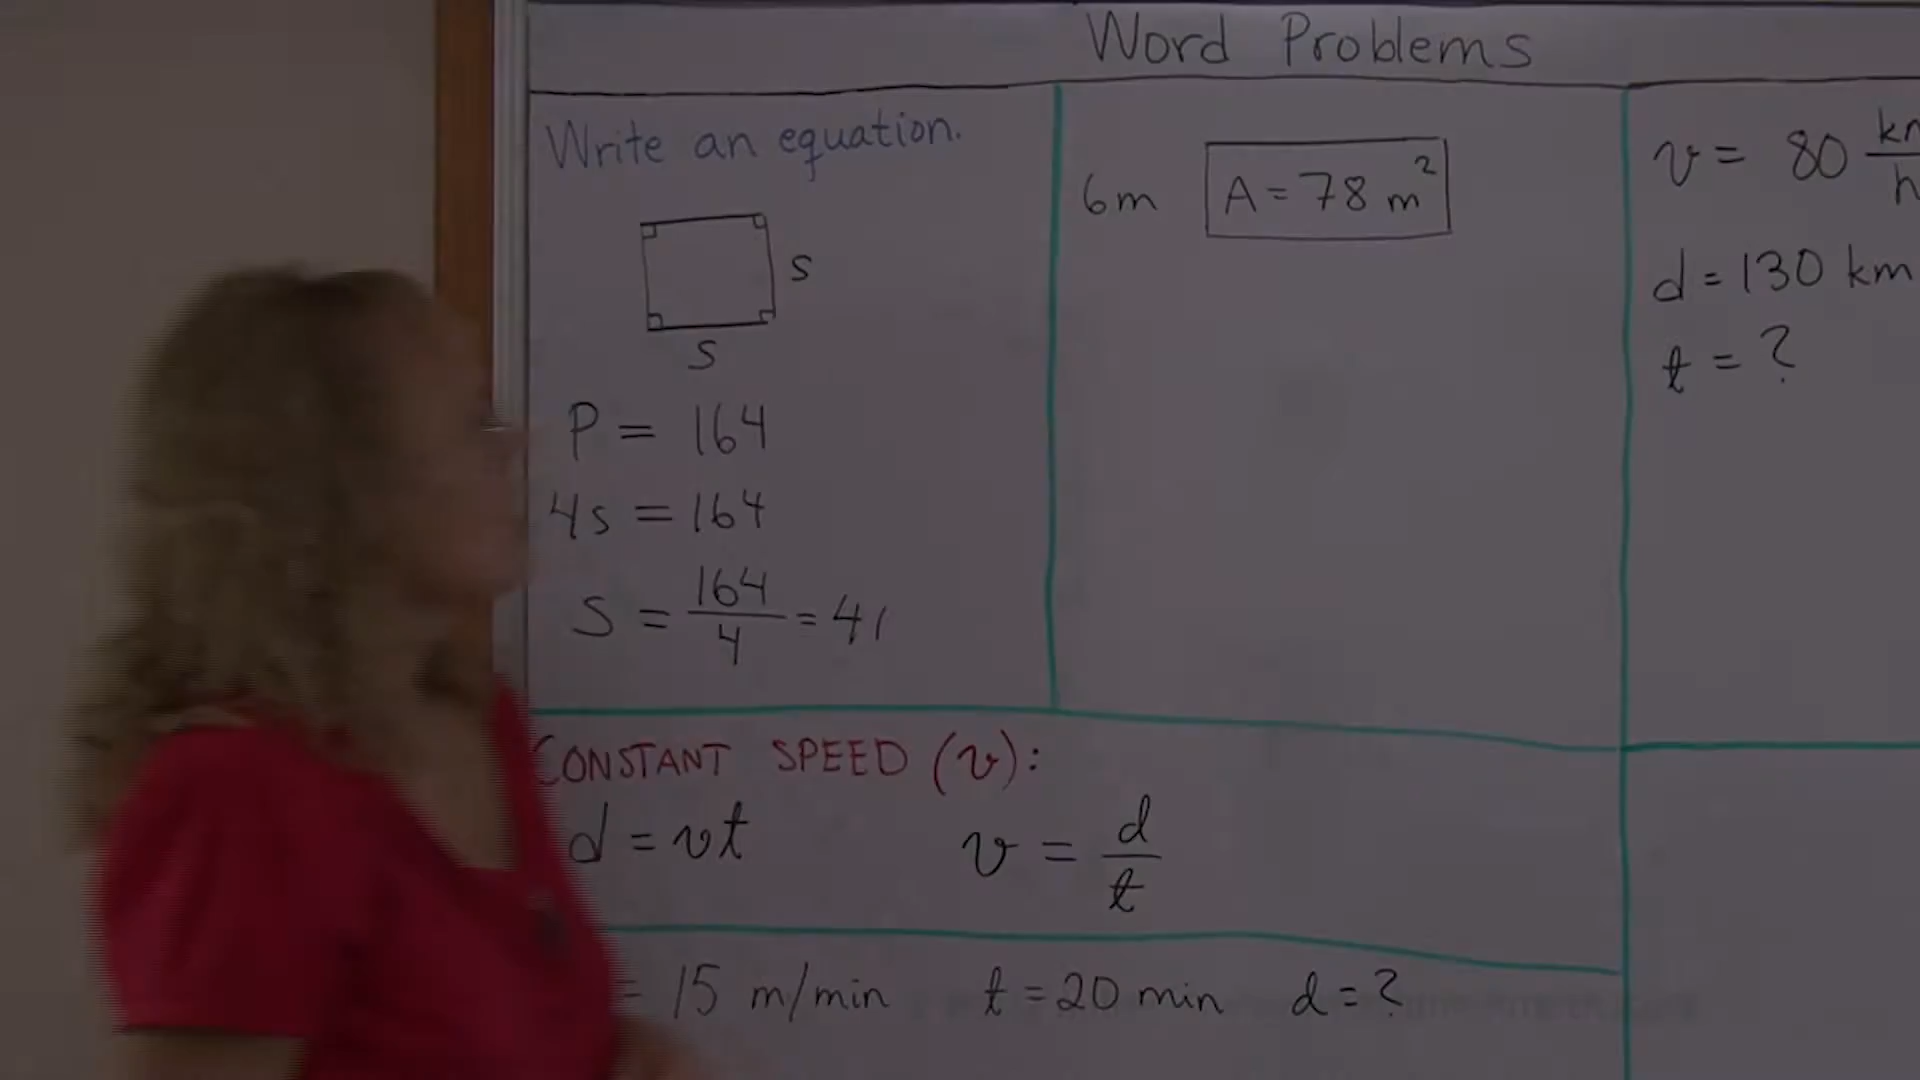 Word Problems
Write an equation.
s
s
P = 164
4s = 164
s = 164/4 = 41
6m
A = 78 m²
v = 80 km/h
d = 130 km
t = ?
CONSTANT SPEED (v):
d = vt
v = d/t
= 15 m/min t = 20 min d = ?